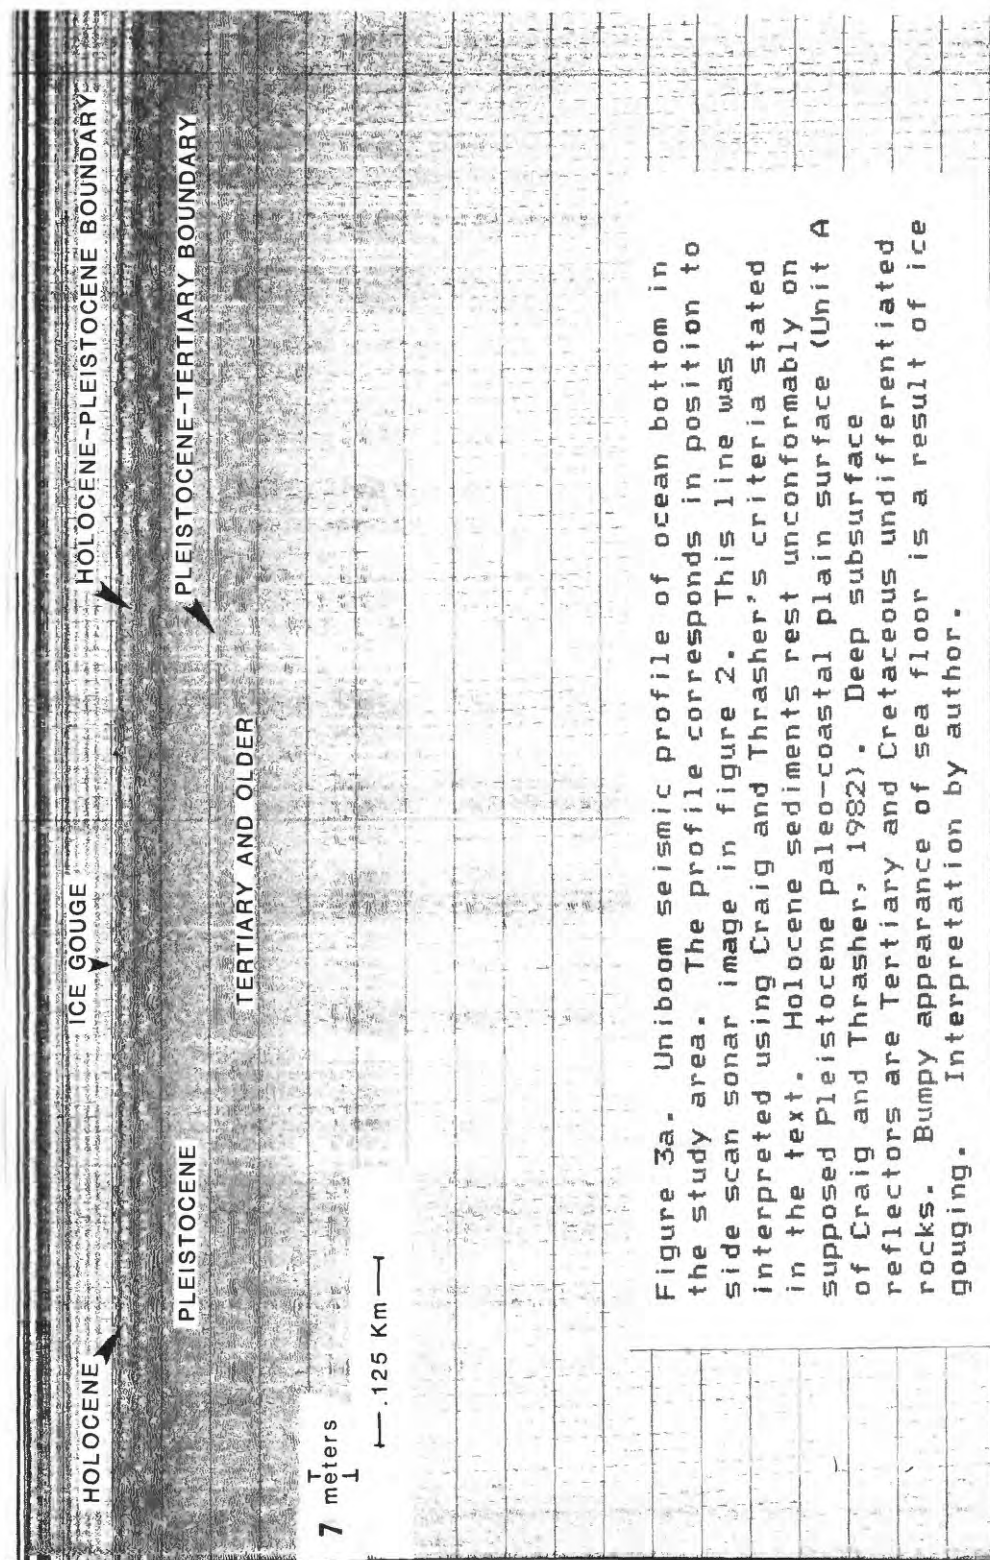 HOLOCENE
ICE GOUGE
HOLOCENE-PLEISTOCENE BOUNDARY
PLEISTOCENE
PLEISTOCENE-TERTIARY BOUNDARY
TERTIARY AND OLDER
7 meters
.125 Km
Figure 3a. Uniboom seismic profile of ocean bottom in
the study area. The profile corresponds in position to
side scan sonar image in figure 2. This line was
interpreted using Craig and Thrasher's criteria stated
in the text. Holocene sediments rest unconformably on
supposed Pleistocene paleo-coastal plain surface (Unit A
of Craig and Thrasher, 1982). Deep subsurface
reflectors are Tertiary and Cretaceous undifferentiated
rocks. Bumpy appearance of sea floor is a result of ice
gouging. Interpretation by author.